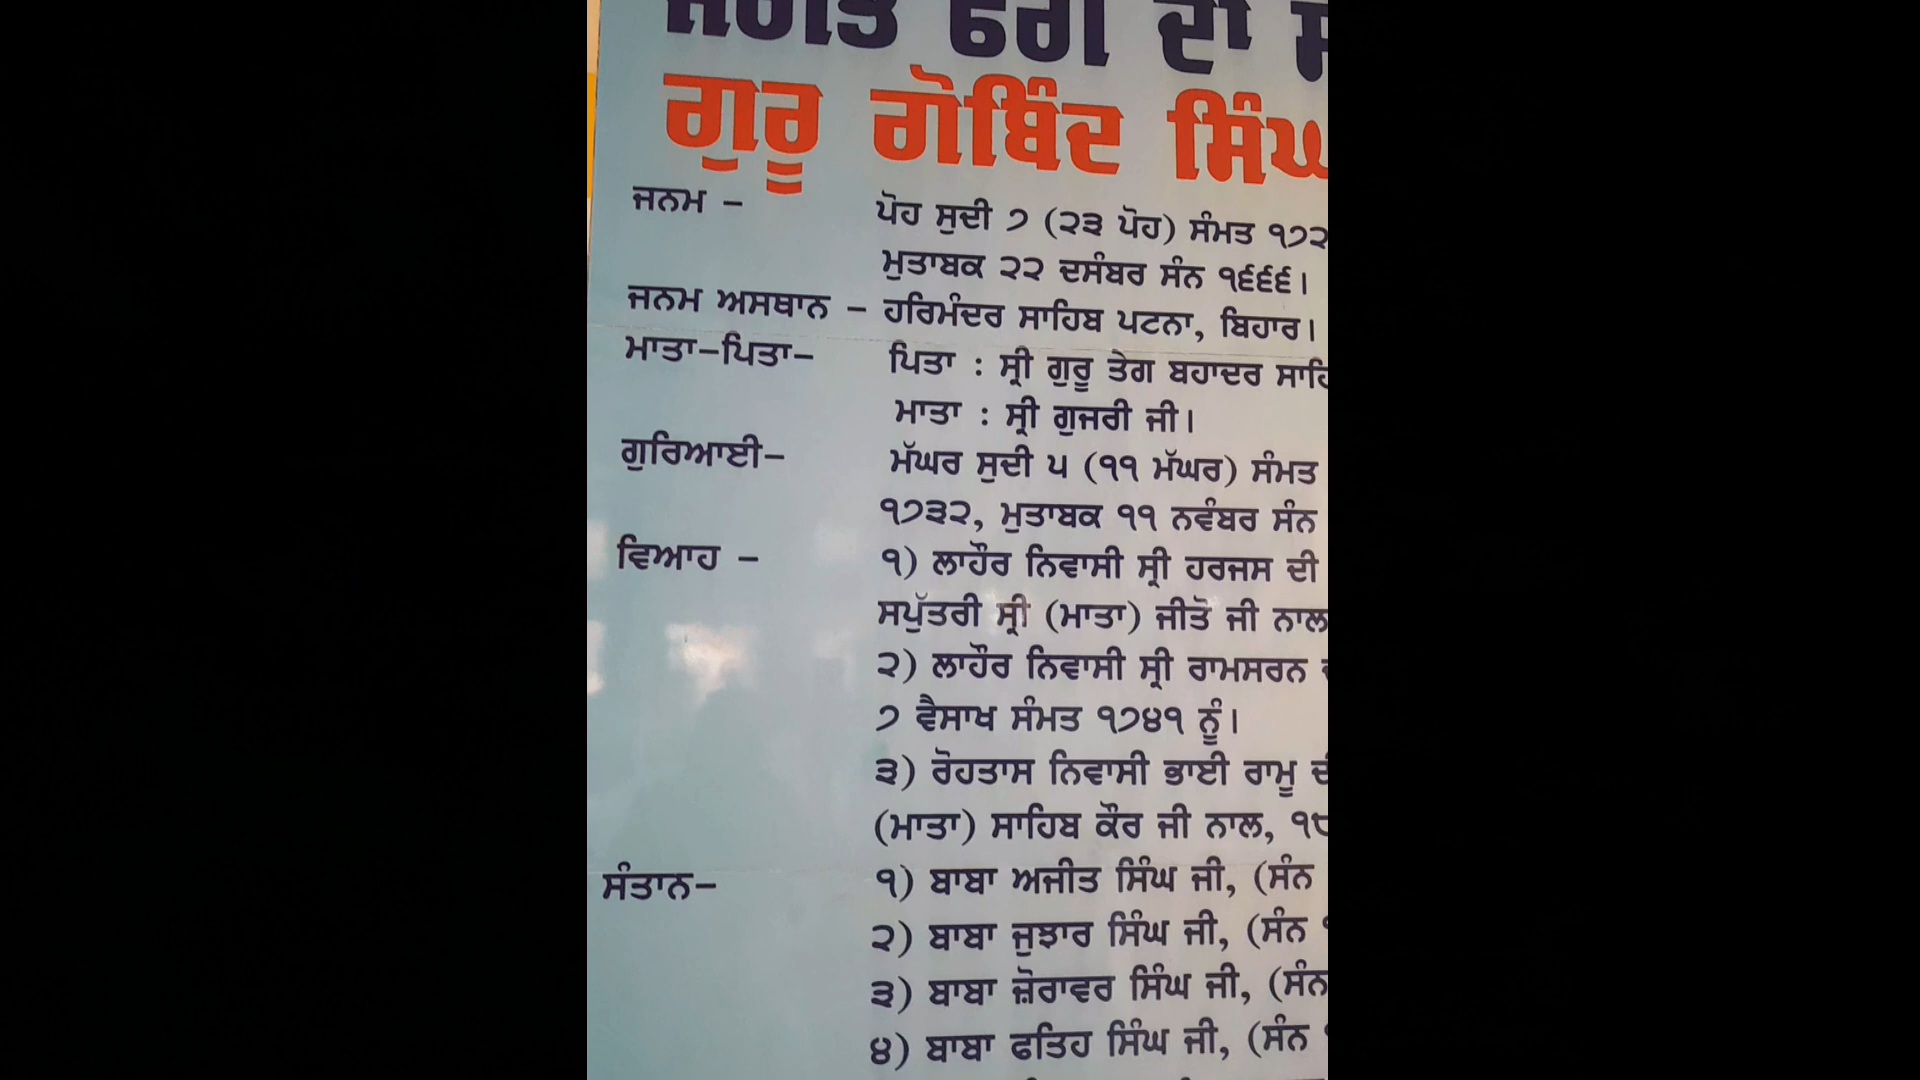 ਦਾ
ਗੁਰੂ ਗੋਬਿੰਦ ਸਿੰਘ
ਜਨਮ – ਪੋਹ ਸੁਦੀ ੭ (੨੩ ਪੋਹ) ਸੰਮਤ ੧੭੨
ਮੁਤਾਬਕ ੨੨ ਦਸੰਬਰ ਸੰਨ ੧੬੬੬।
ਜਨਮ ਅਸਥਾਨ – ਹਰਿਮੰਦਰ ਸਾਹਿਬ ਪਟਨਾ, ਬਿਹਾਰ।
ਮਾਤਾ–ਪਿਤਾ– ਪਿਤਾ : ਸ੍ਰੀ ਗੁਰੂ ਤੇਗ ਬਹਾਦਰ
ਮਾਤਾ : ਸ੍ਰੀ ਗੁਜਰੀ ਜੀ।
ਗੁਰਿਆਈ– ਮੱਘਰ ਸੁਦੀ ੫ (੧੧ ਮੱਘਰ) ਸੰਮਤ
੧੭੩੨, ਮੁਤਾਬਕ ੧੧ ਨਵੰਬਰ ਸੰਨ
ਵਿਆਹ – ੧) ਲਾਹੌਰ ਨਿਵਾਸੀ ਸ੍ਰੀ ਹਰਜਸ ਦੀ
ਸਪੁੱਤਰੀ ਸ੍ਰੀ (ਮਾਤਾ) ਜੀਤੋ ਜੀ ਨਾਲ
੨) ਲਾਹੌਰ ਨਿਵਾਸੀ ਸ੍ਰੀ ਰਾਮਸਰਨ
੭ ਵੈਸਾਖ ਸੰਮਤ ੧੭੪੧ ਨੂੰ।
੩) ਰੋਹਤਾਸ ਨਿਵਾਸੀ ਭਾਈ ਰਾਮੂ ਦੀ
(ਮਾਤਾ) ਸਾਹਿਬ ਕੌਰ ਜੀ ਨਾਲ, ੧੮
ਸੰਤਾਨ– ੧) ਬਾਬਾ ਅਜੀਤ ਸਿੰਘ ਜੀ, (ਸੰਨ
੨) ਬਾਬਾ ਜੁਝਾਰ ਸਿੰਘ ਜੀ, (ਸੰਨ
੩) ਬਾਬਾ ਜ਼ੋਰਾਵਰ ਸਿੰਘ ਜੀ, (ਸੰਨ
੪) ਬਾਬਾ ਫਤਿਹ ਸਿੰਘ ਜੀ, (ਸੰਨ